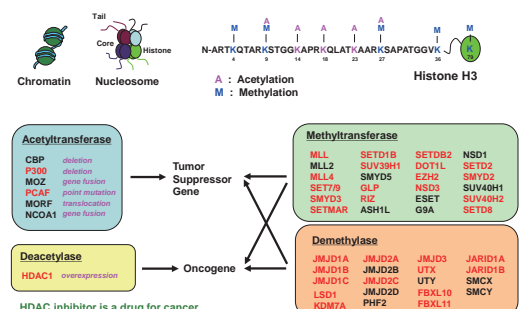 Tail
Core
Histone
Chromatin
Nucleosome
M M A A A A M A M M M
N-ARTKQTARKSTGGKAPRKQLATKAARKSAPATGGVK K
4 9 14 18 23 27 36 79
Histone H3
A : Acetylation
M : Methylation
Acetyltransferase
CBP deletion
P300 deletion
MOZ gene fusion
PCAF point mutation
MORF translocation
NCOA1 gene fusion
Tumor
Suppressor
Gene
Methyltransferase
MLL SETD1B SETDB2 NSD1
MLL2 SUV39H1 DOT1L SETD2
MLL4 SMYD5 EZH2 SMYD2
SET7/9 GLP NSD3 SUV40H1
SMYD3 RIZ ESET SUV40H2
SETMAR ASH1L G9A SETD8
Deacetylase
HDAC1 overexpression
Oncogene
Demethylase
JMJD1A JMJD2A JMJD3 JARID1A
JMJD1B JMJD2B UTX JARID1B
JMJD1C JMJD2C UTY SMCX
LSD1 JMJD2D FBXL10 SMCY
KDM7A PHF2 FBXL11
HDAC inhibitor is a drug for cancer